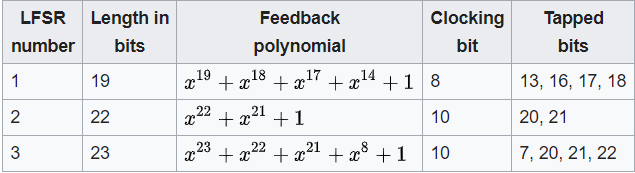 LFSR number Length in bits Feedback polynomial Clocking bit Tapped bits
1 19 x^19 + x^18 + x^17 + x^14 + 1 8 13, 16, 17, 18
2 22 x^22 + x^21 + 1 10 20, 21
3 23 x^23 + x^22 + x^21 + x^8 + 1 10 7, 20, 21, 22